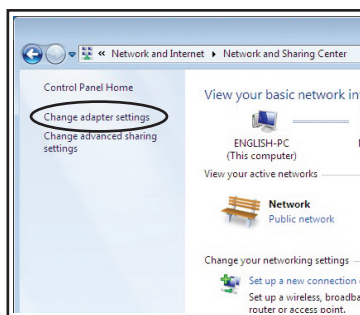 « Network and Internet ▸ Network and Sharing Center
Control Panel Home
Change adapter settings
Change advanced sharing
settings
View your basic network in
ENGLISH-PC
(This computer)
View your active networks
Network
Public network
Change your networking settings
Set up a new connection
Set up a wireless, broadba
router or access point.